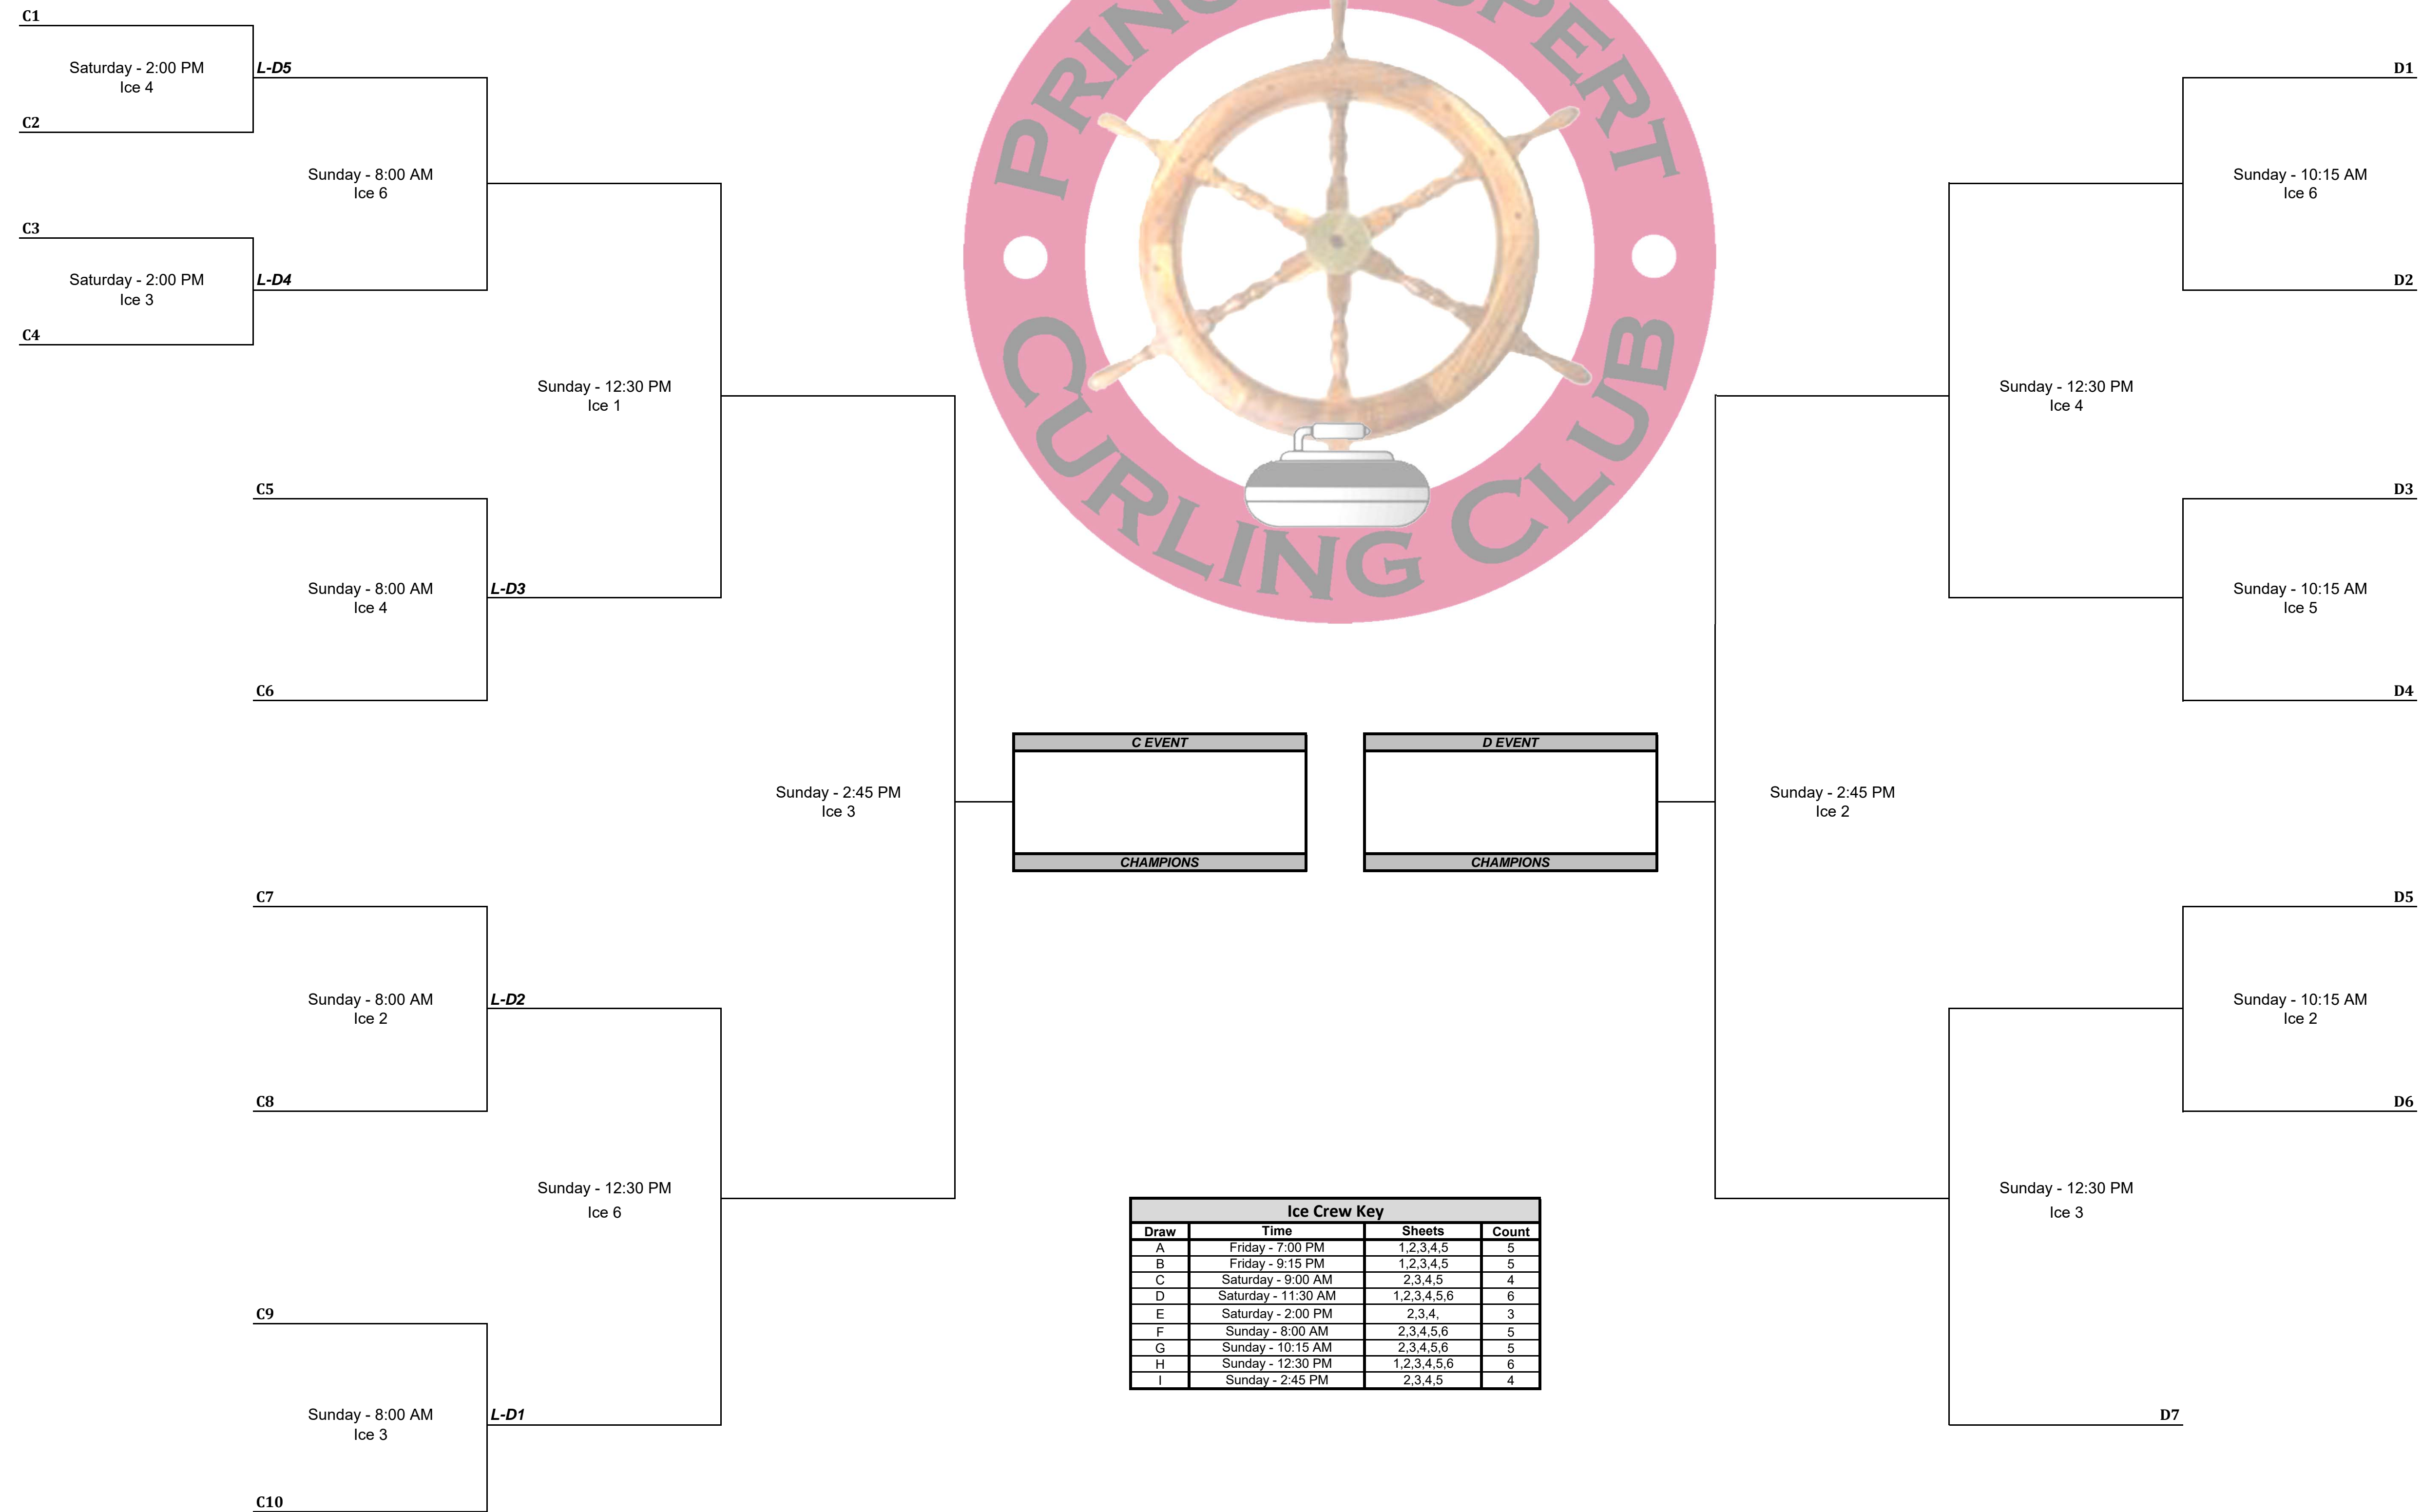 PRIN PERT
CURLING CLUB
C1
Saturday - 2:00 PM
Ice 4
L-D5
C2
Sunday - 8:00 AM
Ice 6
C3
Saturday - 2:00 PM
Ice 3
L-D4
C4
Sunday - 12:30 PM
Ice 1
C5
Sunday - 8:00 AM
Ice 4
L-D3
C6
Sunday - 2:45 PM
Ice 3
C7
Sunday - 8:00 AM
Ice 2
L-D2
C8
Sunday - 12:30 PM
Ice 6
C9
Sunday - 8:00 AM
Ice 3
L-D1
C10
C EVENT
CHAMPIONS
D EVENT
CHAMPIONS
D1
Sunday - 10:15 AM
Ice 6
D2
Sunday - 12:30 PM
Ice 4
D3
Sunday - 10:15 AM
Ice 5
D4
Sunday - 2:45 PM
Ice 2
D5
Sunday - 10:15 AM
Ice 2
D6
Sunday - 12:30 PM
Ice 3
D7
Ice Crew Key
Draw Time Sheets Count
A Friday - 7:00 PM 1,2,3,4,5 5
B Friday - 9:15 PM 1,2,3,4,5 5
C Saturday - 9:00 AM 2,3,4,5 4
D Saturday - 11:30 AM 1,2,3,4,5,6 6
E Saturday - 2:00 PM 2,3,4, 3
F Sunday - 8:00 AM 2,3,4,5,6 5
G Sunday - 10:15 AM 2,3,4,5,6 5
H Sunday - 12:30 PM 1,2,3,4,5,6 6
I Sunday - 2:45 PM 2,3,4,5 4